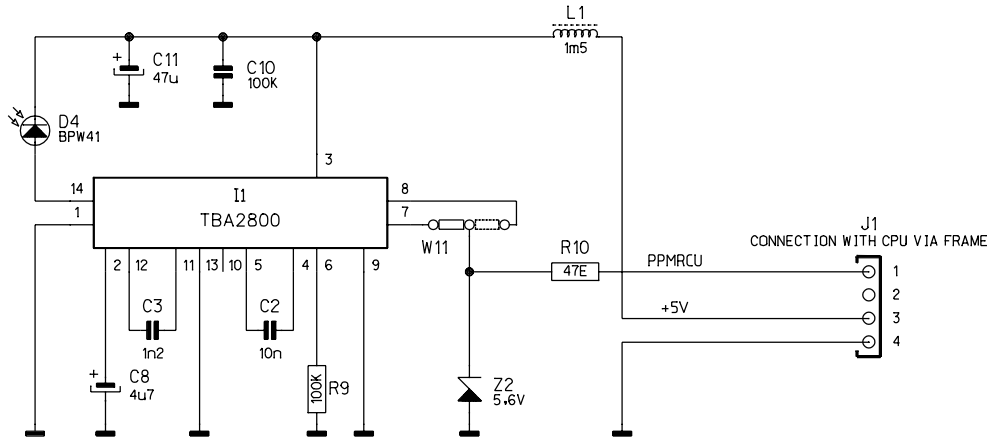 L1
1m5
+
C11
47u
C10
100K
D4
BPW41
3
14
1
I1
TBA2800
8
7
W11
J1
CONNECTION WITH CPU VIA FRAME
R10
47E
PPMRCU
1
2
3
4
+5V
2 12 11 13 10 5 4 6 9
C3
1n2
C2
10n
+
C8
4u7
100K
R9
Z2
5,6V